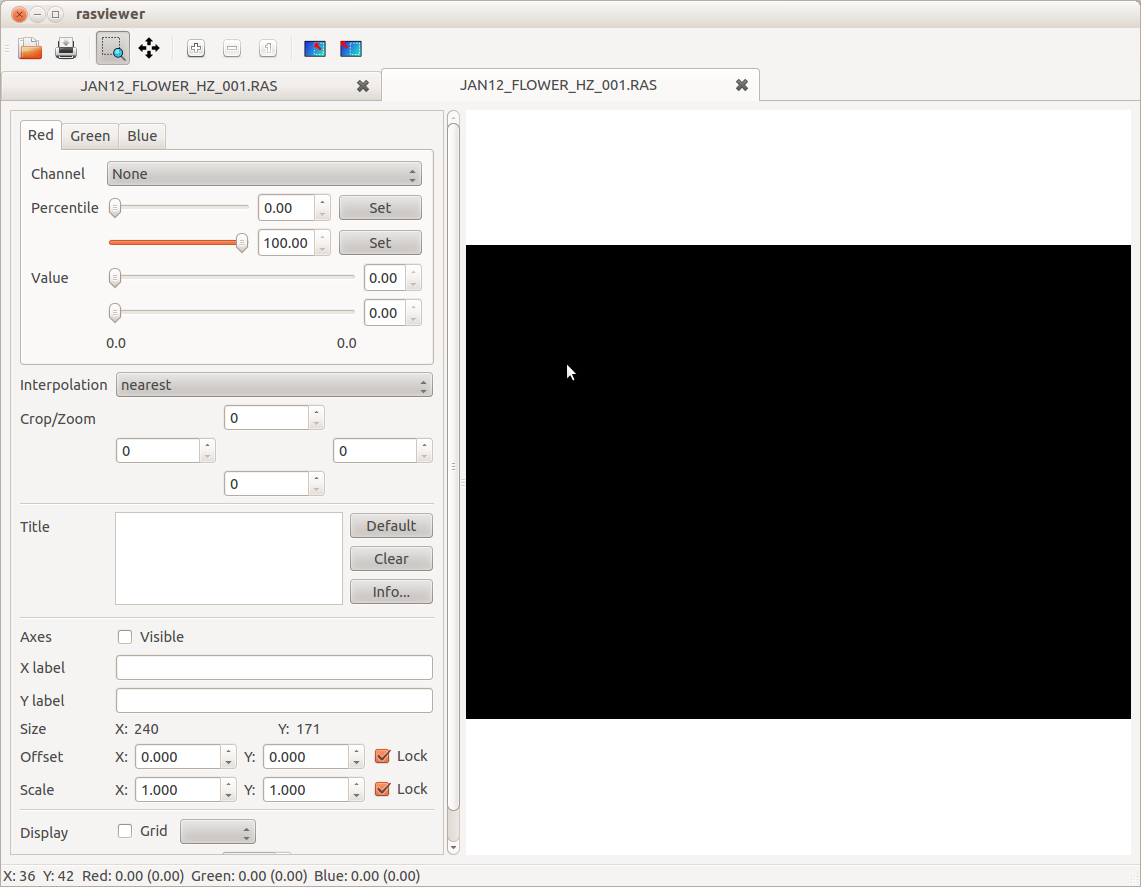 rasviewer
JAN12_FLOWER_HZ_001.RAS JAN12_FLOWER_HZ_001.RAS
Red Green Blue
Channel None
Percentile 0.00 Set
100.00 Set
Value 0.00
0.00
0.0 0.0
Interpolation nearest
Crop/Zoom 0
0 0
0
Title Default
Clear
Info...
Axes Visible
X label
Y label
Size X: 240 Y: 171
Offset X: 0.000 Y: 0.000 Lock
Scale X: 1.000 Y: 1.000 Lock
Display Grid
X: 36 Y: 42 Red: 0.00 (0.00) Green: 0.00 (0.00) Blue: 0.00 (0.00)